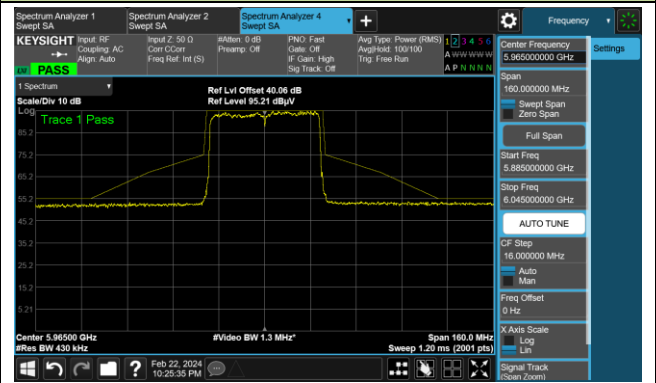 Spectrum Analyzer 1
Swept SA
Spectrum Analyzer 2
Swept SA
Spectrum Analyzer 4
Swept SA
Frequency
KEYSIGHT
Input: RF
Coupling: AC
Align: Auto
Input Z: 50 Ω
Corr CCorr
Freq Ref: Int (S)
#Atten: 0 dB
Preamp: Off
PNO: Fast
Gate: Off
IF Gain: High
Sig Track: Off
Avg Type: Power (RMS)
Avg|Hold: 100/100
Trig: Free Run
1 2 3 4 5 6
A W W W W W
A P N N N N
PASS
1 Spectrum
Scale/Div 10 dB
Ref Lvl Offset 40.06 dB
Ref Level 95.21 dBµV
Log
Trace 1 Pass
85.2
75.2
65.2
55.2
45.2
35.2
25.2
15.2
5.21
Center 5.96500 GHz
#Res BW 430 kHz
#Video BW 1.3 MHz*
Span 160.0 MHz
Sweep 1.20 ms (2001 pts)
Center Frequency
5.965000000 GHz
Settings
Span
160.000000 MHz
Swept Span
Zero Span
Full Span
Start Freq
5.885000000 GHz
Stop Freq
6.045000000 GHz
AUTO TUNE
CF Step
16.000000 MHz
Auto
Man
Freq Offset
0 Hz
X Axis Scale
Log
Lin
Signal Track
(Span Zoom)
Feb 22, 2024
10:25:35 PM